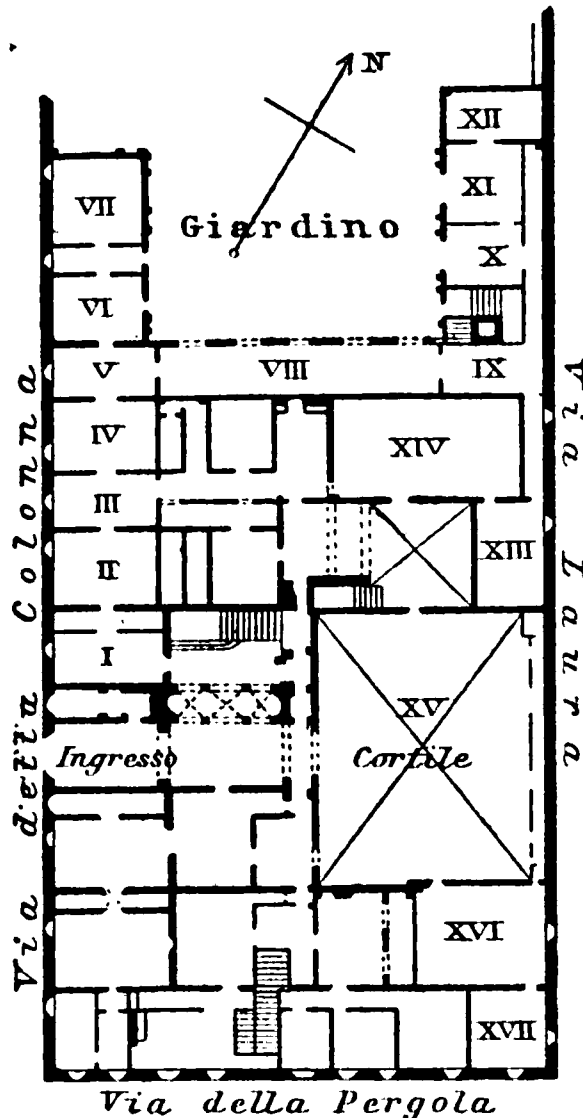 N
XII
VII
XI
Giardino
X
VI
V
VIII
IX
IV
XIV
III
XIII
II
I
XV
Ingresso
Cortile
XVI
XVII
Via della Colonna
Via Laura
Via della Pergola